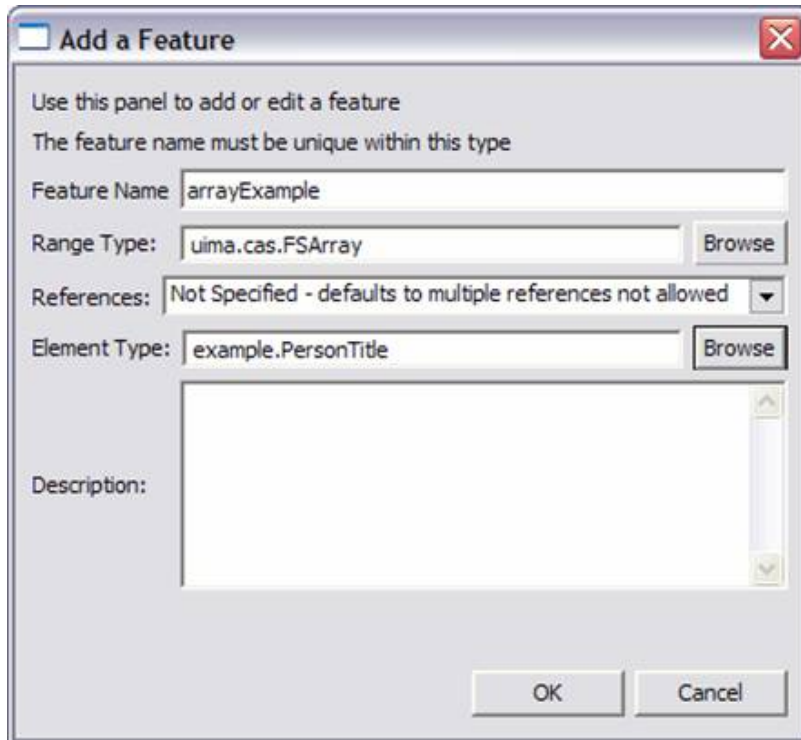 Add a Feature
Use this panel to add or edit a feature
The feature name must be unique within this type
Feature Name arrayExample
Range Type: uima.cas.FSArray Browse
References: Not Specified - defaults to multiple references not allowed
Element Type: example.PersonTitle Browse
Description:
OK Cancel